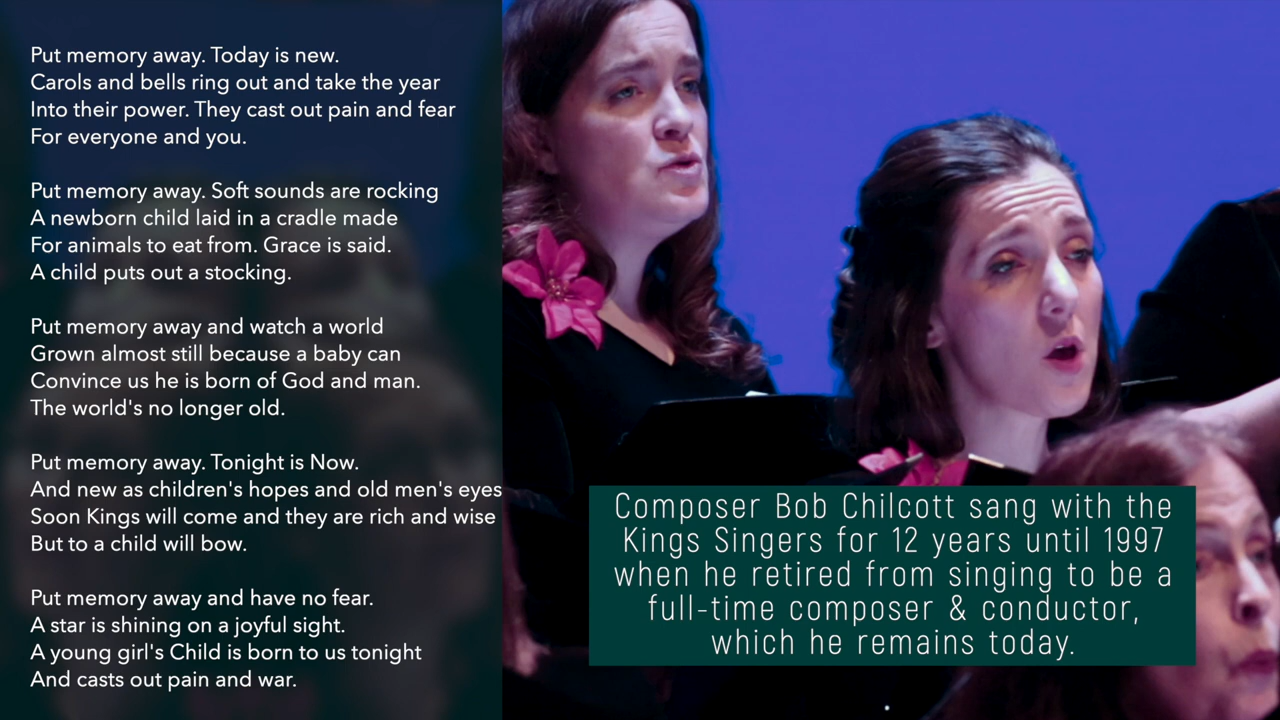 Put memory away. Today is new.
Carols and bells ring out and take the year
Into their power. They cast out pain and fear
For everyone and you.
Put memory away. Soft sounds are rocking
A newborn child laid in a cradle made
For animals to eat from. Grace is said.
A child puts out a stocking.
Put memory away and watch a world
Grown almost still because a baby can
Convince us he is born of God and man.
The world's no longer old.
Put memory away. Tonight is Now.
And new as children's hopes and old men's eyes
Soon Kings will come and they are rich and wise
But to a child will bow.
Put memory away and have no fear.
A star is shining on a joyful sight.
A young girl's Child is born to us tonight
And casts out pain and war.
Composer Bob Chilcott sang with the
Kings Singers for 12 years until 1997
when he retired from singing to be a
full-time composer & conductor,
which he remains today.